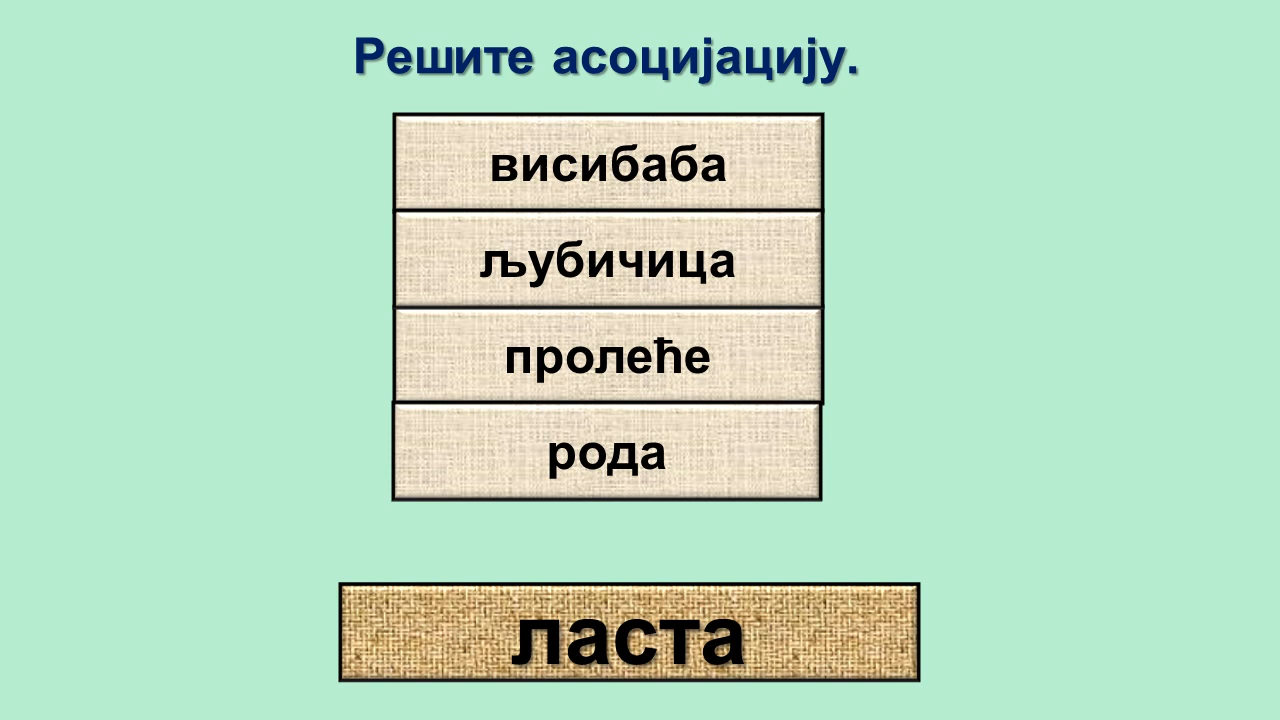 Решите асоцијацију.
висибаба
љубичица
пролеће
рода
ласта